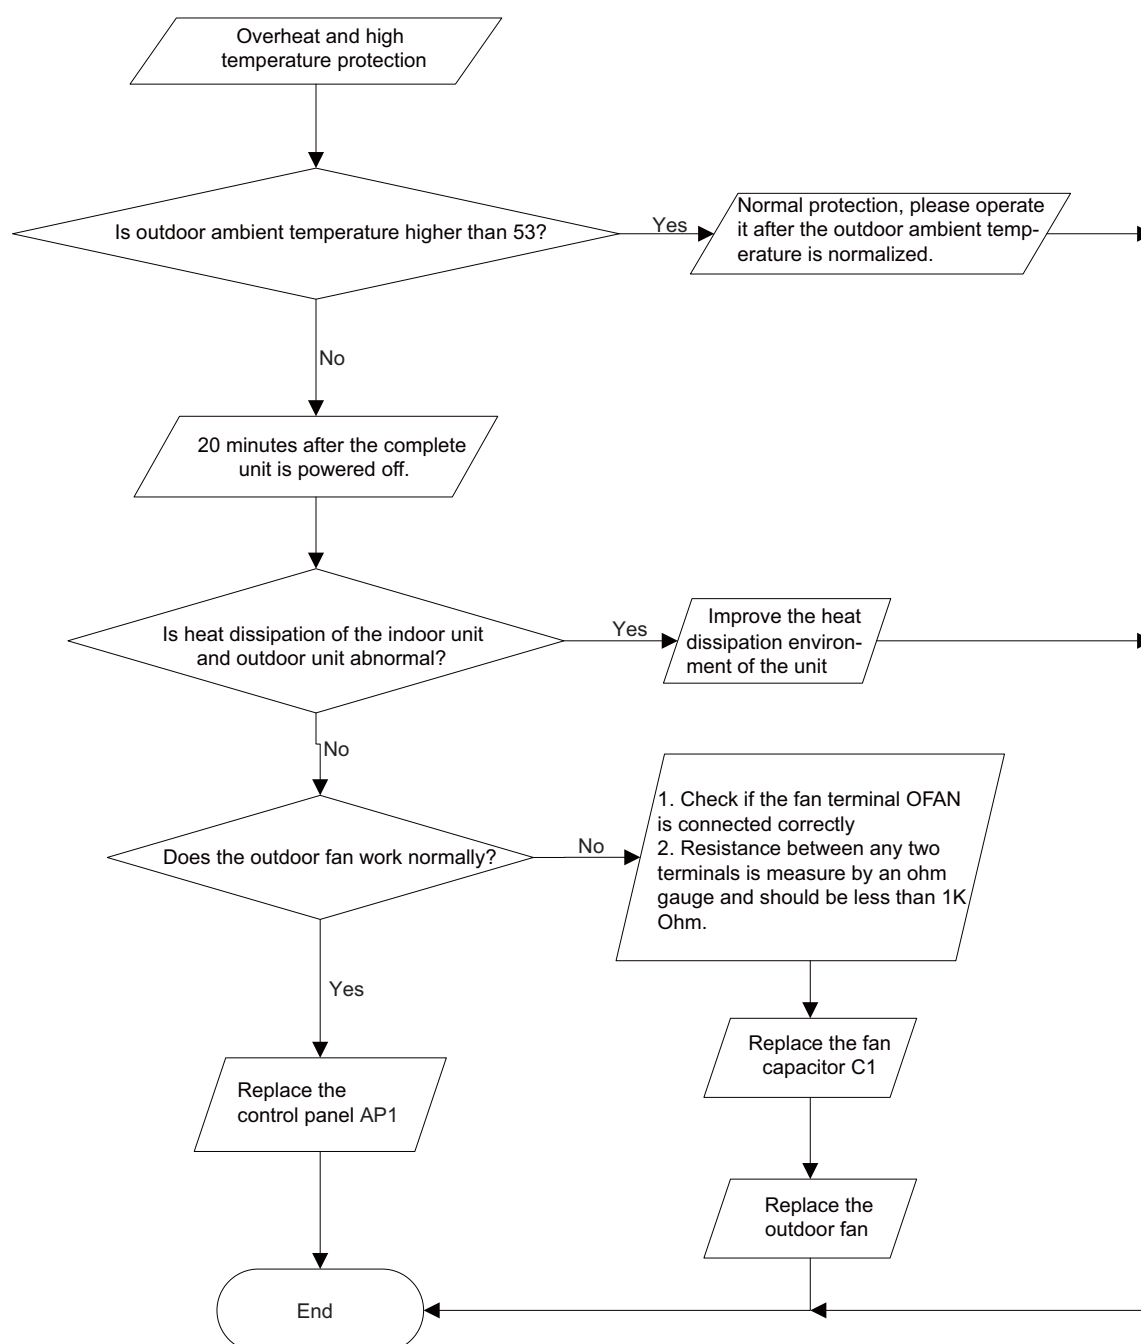 Overheat and high
temperature protection
Is outdoor ambient temperature higher than 53?
Yes
Normal protection, please operate
it after the outdoor ambient temp-
erature is normalized.
No
20 minutes after the complete
unit is powered off.
Is heat dissipation of the indoor unit
and outdoor unit abnormal?
Yes
Improve the heat
dissipation environ-
ment of the unit
No
Does the outdoor fan work normally?
No
1. Check if the fan terminal OFAN
is connected correctly
2. Resistance between any two
terminals is measure by an ohm
gauge and should be less than 1K
Ohm.
Yes
Replace the fan
capacitor C1
Replace the
control panel AP1
Replace the
outdoor fan
End